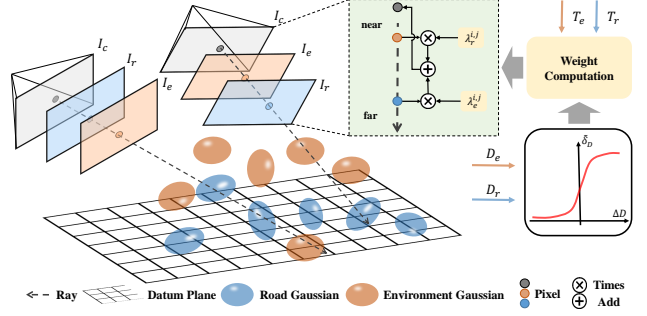 I_c
I_r
I_e
I_c
I_e
I_r
near
far
λ_r^{i,j}
λ_e^{i,j}
T_e
T_r
Weight
Computation
D_e
D_r
δ̄_D
ΔD
Ray
Datum Plane
Road Gaussian
Environment Gaussian
Pixel
Times
Add